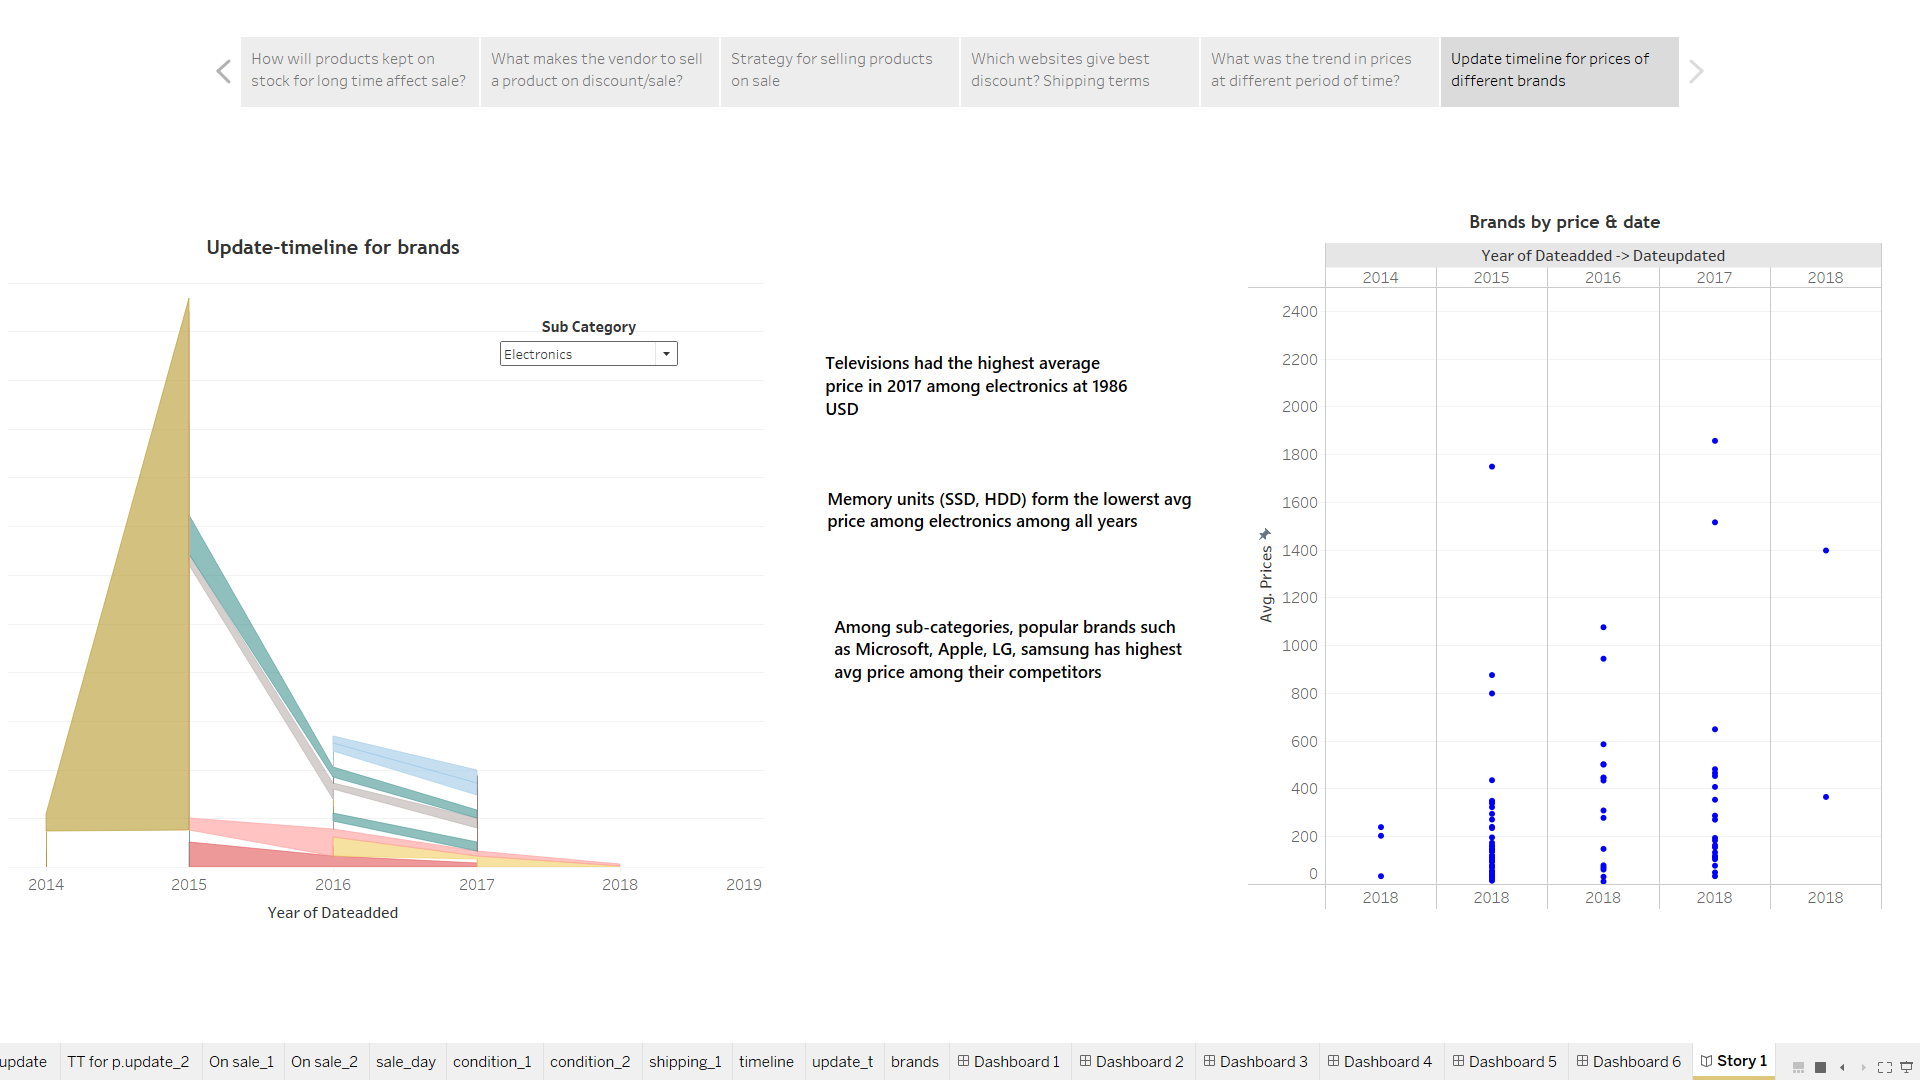 How will products kept on
stock for long time affect sale?
What makes the vendor to sell
a product on discount/sale?
Strategy for selling products
on sale
Which websites give best
discount? Shipping terms
What was the trend in prices
at different period of time?
Update timeline for prices of
different brands
Update-timeline for brands
Sub Category
Electronics
2014 2015 2016 2017 2018 2019
Year of Dateadded
Televisions had the highest average
price in 2017 among electronics at 1986
USD
Memory units (SSD, HDD) form the lowerst avg
price among electronics among all years
Among sub-categories, popular brands such
as Microsoft, Apple, LG, samsung has highest
avg price among their competitors
Brands by price & date
Year of Dateadded -> Dateupdated
2014 2015 2016 2017 2018
Avg. Prices
2400
2200
2000
1800
1600
1400
1200
1000
800
600
400
200
0
2018 2018 2018 2018 2018
update TT for p.update_2 On sale_1 On sale_2 sale_day condition_1 condition_2 shipping_1 timeline update_t brands Dashboard 1 Dashboard 2 Dashboard 3 Dashboard 4 Dashboard 5 Dashboard 6 Story 1